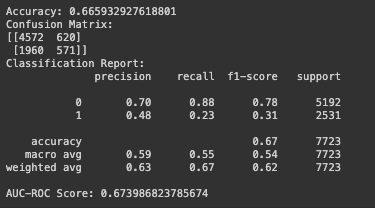 Accuracy: 0.665932927618801
Confusion Matrix:
[[4572  620]
 [1960  571]]
Classification Report:
              precision    recall  f1-score   support

           0       0.70      0.88      0.78      5192
           1       0.48      0.23      0.31      2531

    accuracy                           0.67      7723
   macro avg       0.59      0.55      0.54      7723
weighted avg       0.63      0.67      0.62      7723

AUC-ROC Score: 0.673986823785674